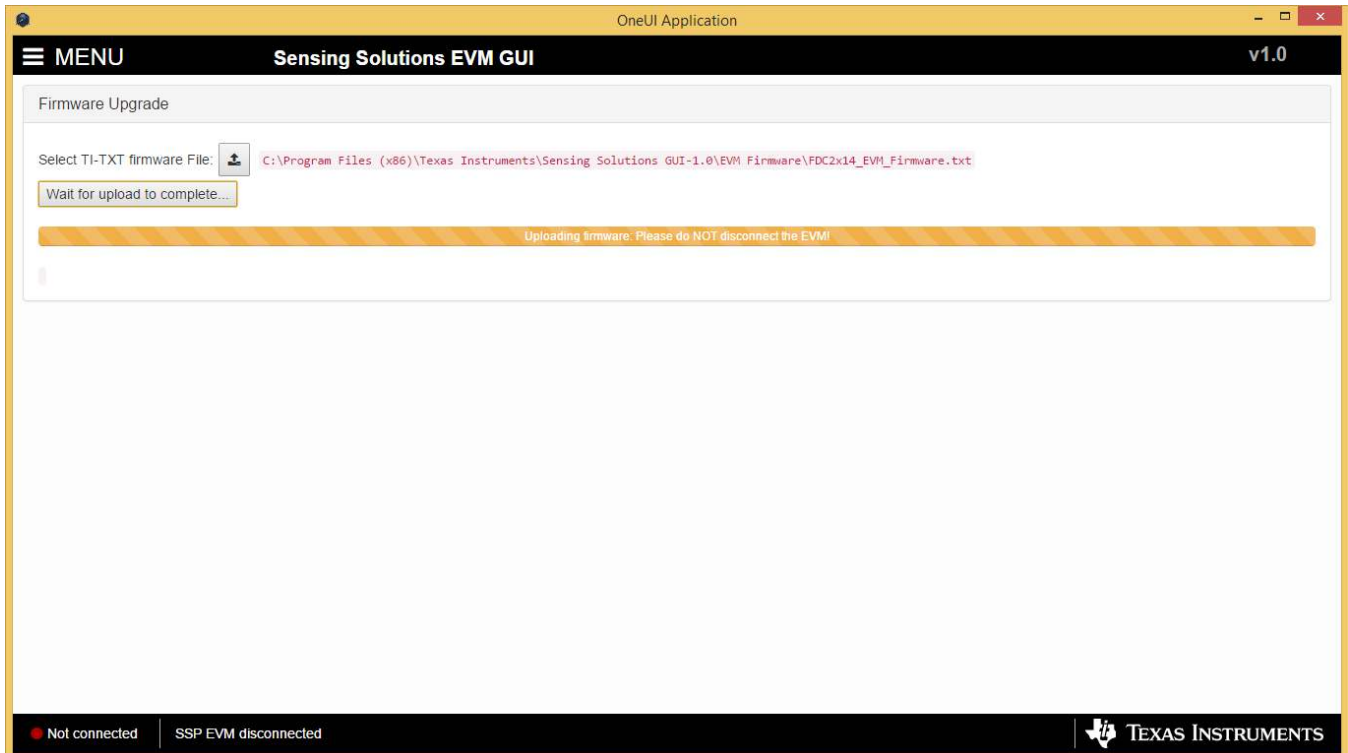 OneUI Application
MENU Sensing Solutions EVM GUI v1.0
Firmware Upgrade
Select TI-TXT firmware File: C:\Program Files (x86)\Texas Instruments\Sensing Solutions GUI-1.0\EVM Firmware\FDC2x14_EVM_Firmware.txt
Wait for upload to complete...
Uploading firmware. Please do NOT disconnect the EVM!
Not connected SSP EVM disconnected TEXAS INSTRUMENTS